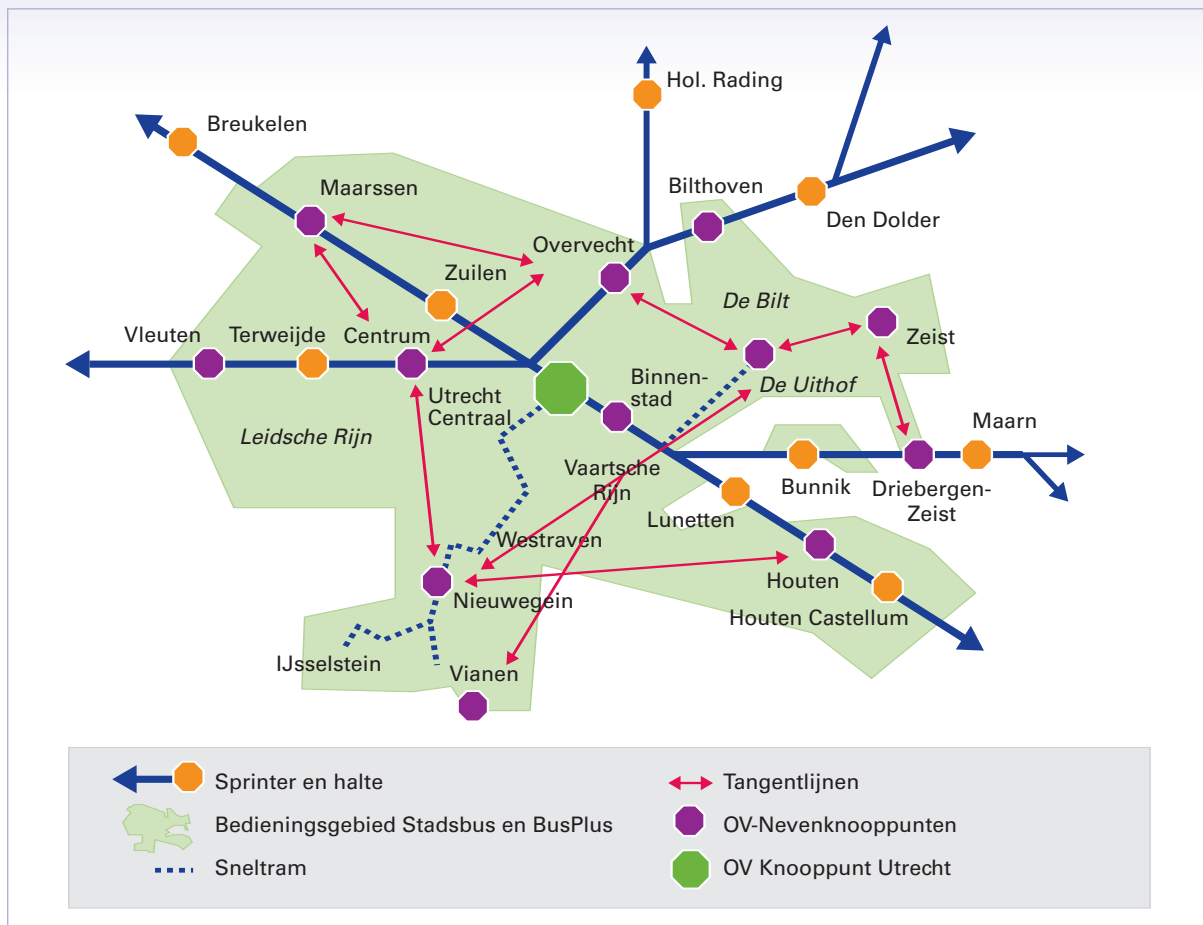 Hol. Rading
Breukelen
Bilthoven
Maarssen
Den Dolder
Overvecht
Zuilen
De Bilt
Vleuten
Terweijde
Centrum
Zeist
Binnen-
stad
De Uithof
Utrecht
Centraal
Maarn
Leidsche Rijn
Vaartsche
Rijn
Bunnik
Driebergen-
Zeist
Lunetten
Westraven
Houten
Nieuwegein
Houten Castellum
IJsselstein
Vianen
Sprinter en halte
Bedieningsgebied Stadsbus en BusPlus
Sneltram
Tangentlijnen
OV-Nevenknooppunten
OV Knooppunt Utrecht